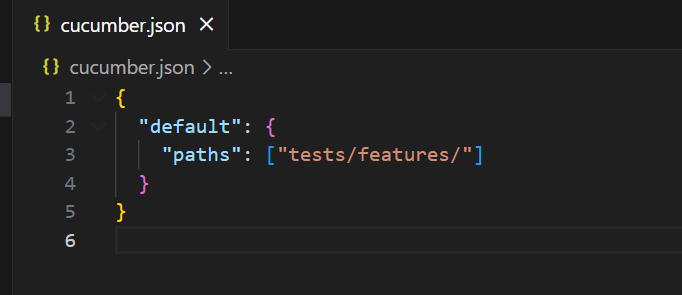 {} cucumber.json ×
{} cucumber.json > ...
1 {
2   "default": {
3     "paths": ["tests/features/"]
4   }
5 }
6